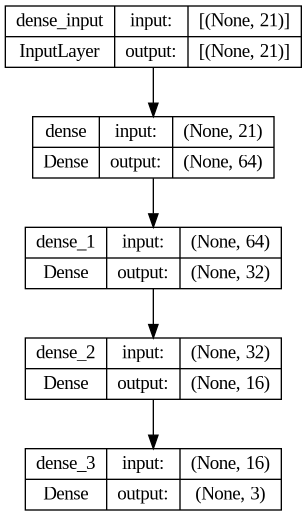 dense_input input: [(None, 21)]
InputLayer output: [(None, 21)]
dense input: (None, 21)
Dense output: (None, 64)
dense_1 input: (None, 64)
Dense output: (None, 32)
dense_2 input: (None, 32)
Dense output: (None, 16)
dense_3 input: (None, 16)
Dense output: (None, 3)